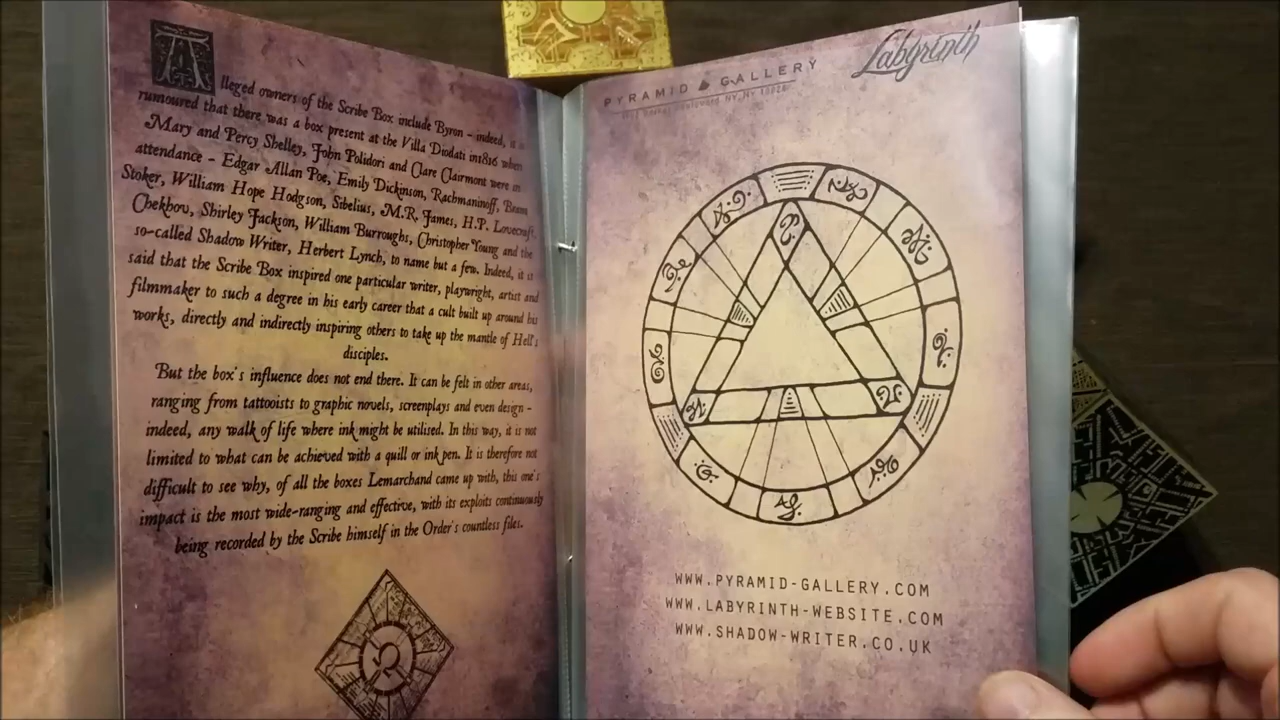 Alleged owners of the Scribe Box include Byron - indeed, it is
rumoured that there was a box present at the Villa Diodati in1816 when
Mary and Percy Shelley, John Polidori and Clare Clairmont were in
attendance - Edgar Allan Poe, Emily Dickinson, Rachmaninoff, Bram
Stoker, William Hope Hodgson, Sibelius, M.R. James, H.P. Lovecraft,
Chekhov, Shirley Jackson, William Burroughs, Christopher Young and the
so-called Shadow Writer, Herbert Lynch, to name but a few. Indeed, it is
said that the Scribe Box inspired one particular writer, playwright, artist and
filmmaker to such a degree in his early career that a cult built up around his
works, directly and indirectly inspiring others to take up the mantle of Hell's
disciples.
But the box's influence does not end there. It can be felt in other areas,
ranging from tattooists to graphic novels, screenplays and even design -
indeed, any walk of life where ink might be utilised. In this way, it is not
limited to what can be achieved with a quill or ink pen. It is therefore not
difficult to see why, of all the boxes Lemarchand came up with, this one's
impact is the most wide-ranging and effective, with its exploits continuously
being recorded by the Scribe himself in the Order's countless files.
PYRAMID GALLERY
Labyrinth
WWW.PYRAMID-GALLERY.COM
WWW.LABYRINTH-WEBSITE.COM
WWW.SHADOW-WRITER.CO.UK